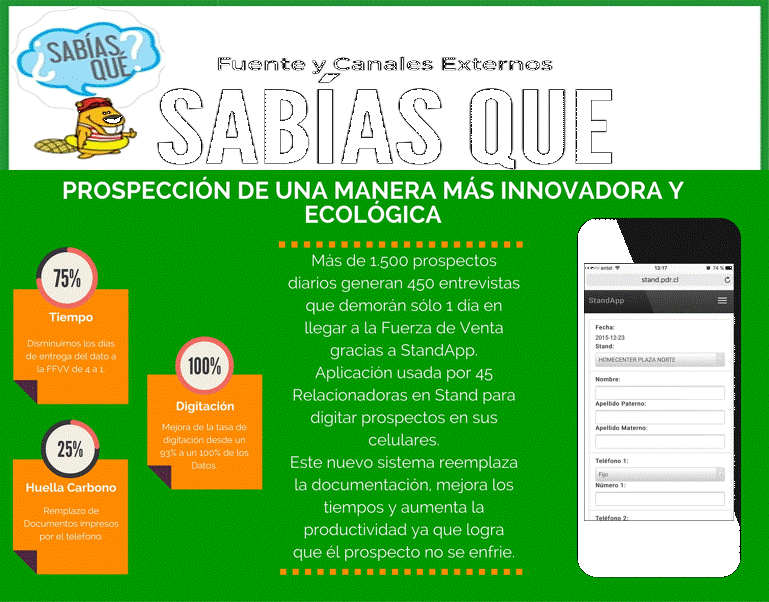 ¿SABÍAS QUÉ?
Fuente y Canales Externos
SABÍAS QUE
PROSPECCIÓN DE UNA MANERA MÁS INNOVADORA Y
ECOLÓGICA
75%
Tiempo
Disminuimos los días
de entrega del dato a
la FFVV de 4 a 1.
100%
Digitación
Mejora de la tasa de
digitación desde un
93% a un 100% de los
Datos.
25%
Huella Carbono
Remplazo de
Documentos impresos
por el telefono.
Más de 1.500 prospectos
diarios generan 450 entrevistas
que demorán sólo 1 día en
llegar a la Fuerza de Venta
gracias a StandApp.
Aplicación usada por 45
Relacionadoras en Stand para
digitar prospectos en sus
celulares.
Este nuevo sistema reemplaza
la documentación, mejora los
tiempos y aumenta la
productividad ya que logra
que él prospecto no se enfrie.
entel 13:17 74 %
stand.pdr.cl
StandApp
Fecha:
2015-12-23
Stand:
HOMECENTER PLAZA NORTE
Nombre:
Apellido Paterno:
Apellido Materno:
Teléfono 1:
Fijo
Número 1:
Teléfono 2: